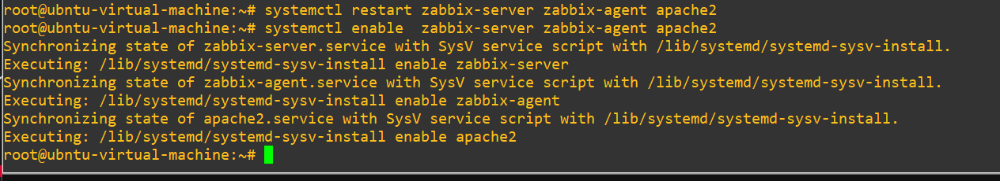 root@ubntu-virtual-machine:~# systemctl restart zabbix-server zabbix-agent apache2
root@ubntu-virtual-machine:~# systemctl enable  zabbix-server zabbix-agent apache2
Synchronizing state of zabbix-server.service with SysV service script with /lib/systemd/systemd-sysv-install.
Executing: /lib/systemd/systemd-sysv-install enable zabbix-server
Synchronizing state of zabbix-agent.service with SysV service script with /lib/systemd/systemd-sysv-install.
Executing: /lib/systemd/systemd-sysv-install enable zabbix-agent
Synchronizing state of apache2.service with SysV service script with /lib/systemd/systemd-sysv-install.
Executing: /lib/systemd/systemd-sysv-install enable apache2
root@ubntu-virtual-machine:~#